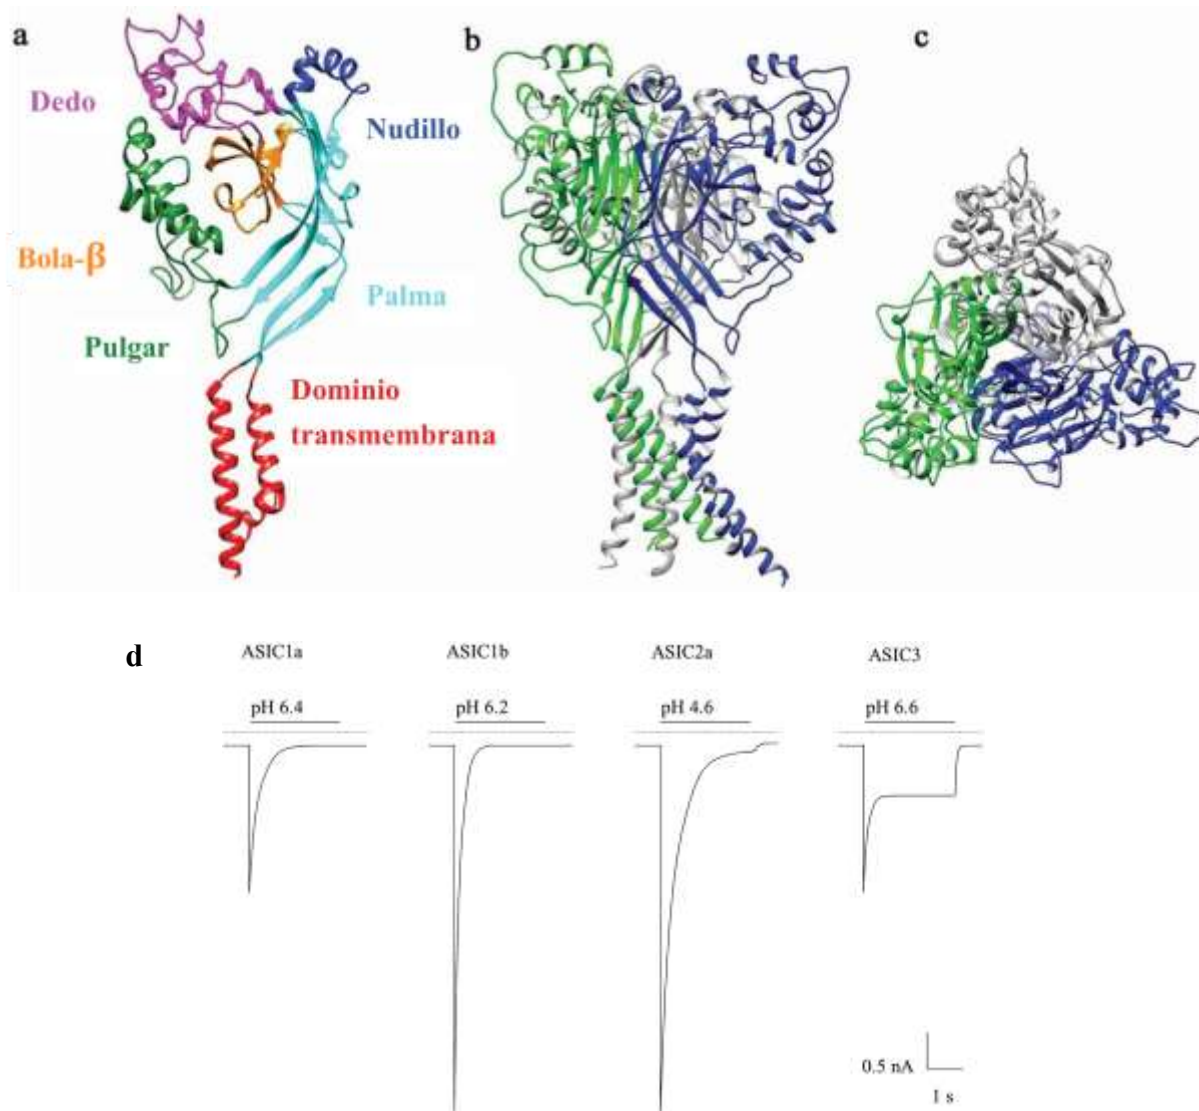 a
b
c
Dedo
Nudillo
Bola-β
Palma
Pulgar
Dominio
transmembrana
d
ASIC1a
ASIC1b
ASIC2a
ASIC3
pH 6.4
pH 6.2
pH 4.6
pH 6.6
0.5 nA
1 s